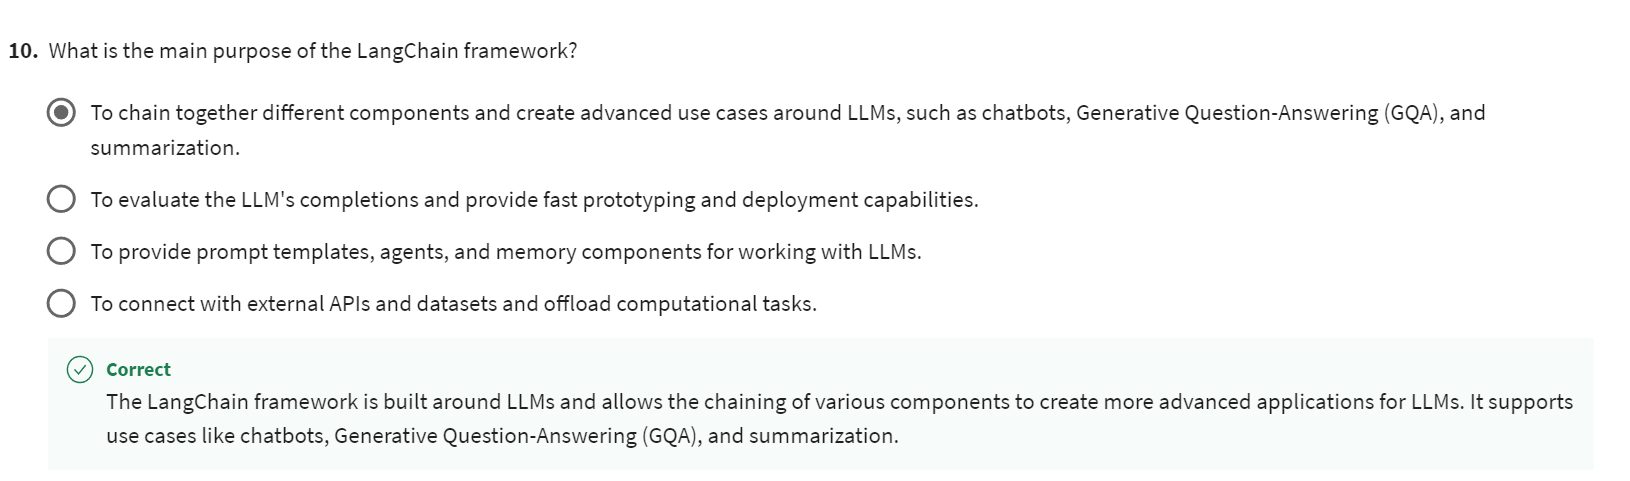 10. What is the main purpose of the LangChain framework?
To chain together different components and create advanced use cases around LLMs, such as chatbots, Generative Question-Answering (GQA), and
summarization.
To evaluate the LLM's completions and provide fast prototyping and deployment capabilities.
To provide prompt templates, agents, and memory components for working with LLMs.
To connect with external APIs and datasets and offload computational tasks.
Correct
The LangChain framework is built around LLMs and allows the chaining of various components to create more advanced applications for LLMs. It supports
use cases like chatbots, Generative Question-Answering (GQA), and summarization.